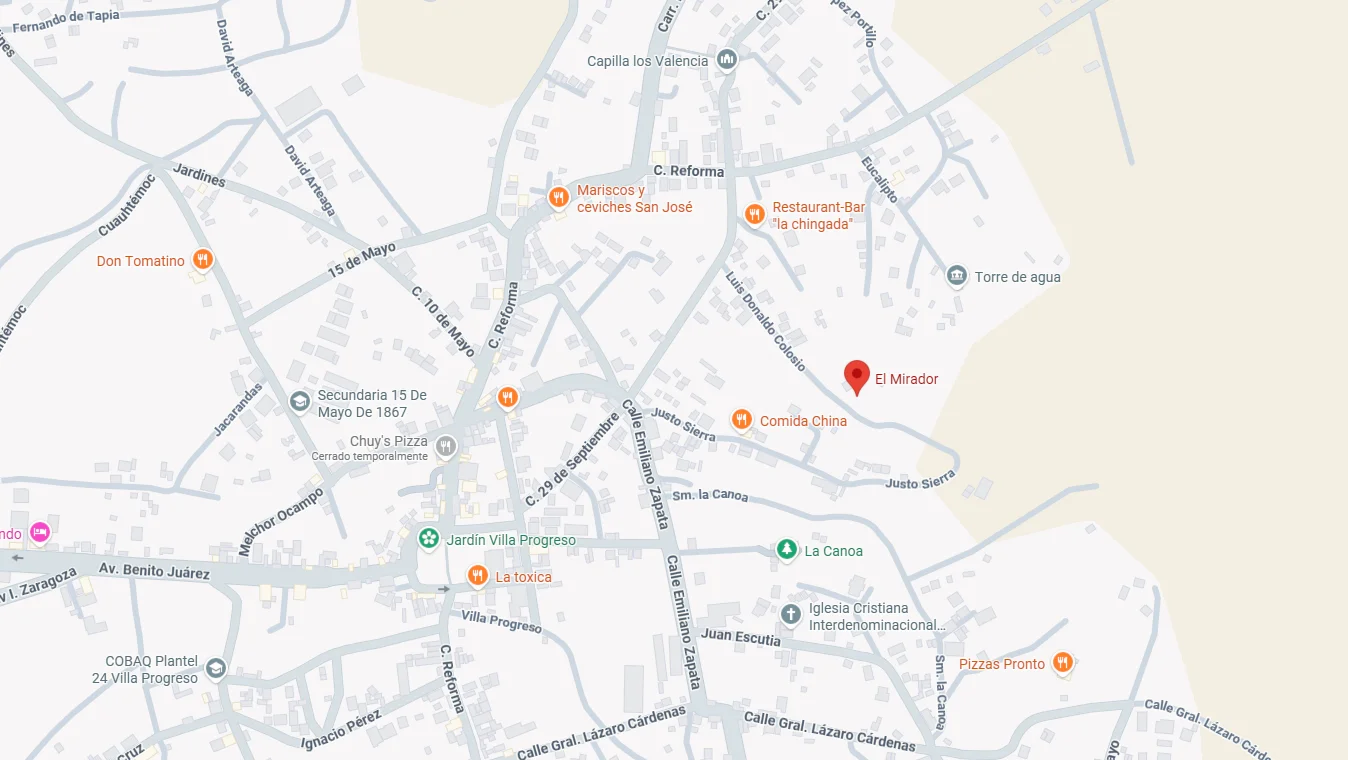 Fernando de Tapia
David Arteaga
Carr.
Capilla los Valencia
Portillo
David Arteaga
Jardines
Cuauhtémoc
C. Reforma
Eucalipto
Mariscos y
ceviches San José
Restaurant-Bar
"la chingada"
Don Tomatino
15 de Mayo
Torre de agua
C. 10 de Mayo
C. Reforma
Luis Donaldo Colosio
El Mirador
Secundaria 15 De
Mayo De 1867
Jacarandas
Chuy's Pizza
Cerrado temporalmente
Calle Emiliano Zapata
Justo Sierra
Comida China
C. 29 de Septiembre
Justo Sierra
Sm. la Canoa
Melchor Ocampo
Jardín Villa Progreso
La Canoa
Av. Benito Juárez
I. Zaragoza
La toxica
Calle Emiliano Zapata
Villa Progreso
Iglesia Cristiana
Interdenominacional...
Juan Escutia
COBAQ Plantel
24 Villa Progreso
C. Reforma
Pizzas Pronto
Sm. la Canoa
Ignacio Pérez
Calle Gral. Lázaro Cárdenas
Calle Gral. Lázaro Cárdenas
Calle Gral. Lázaro Cárde
Cruz